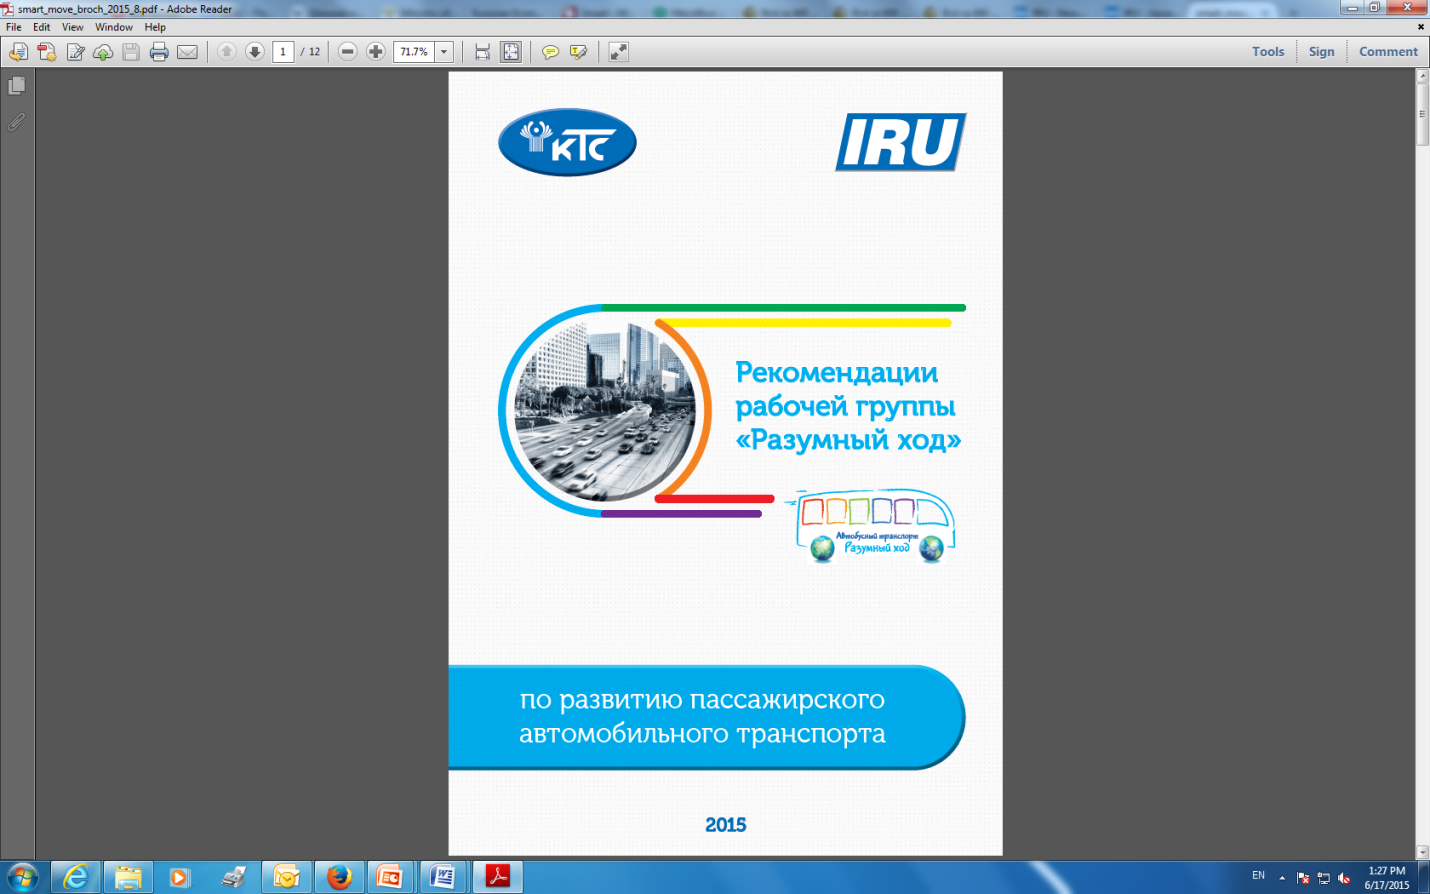 smart_move_broch_2015_8.pdf - Adobe Reader
File Edit View Window Help
1 / 12 71.7% Tools Sign Comment
КТС IRU
Рекомендации
рабочей группы
«Разумный ход»
Автобусный транспорт
Разумный ход
по развитию пассажирского
автомобильного транспорта
2015
EN 1:27 PM
6/17/2015